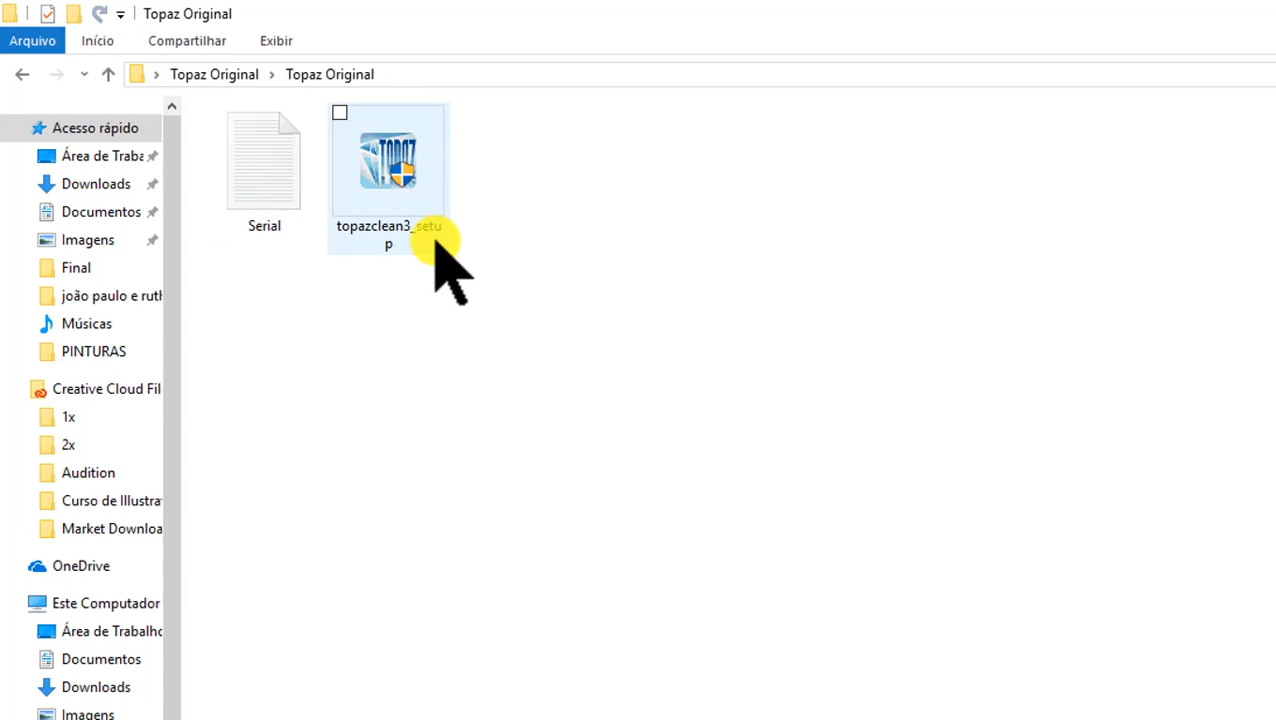 Topaz Original
Arquivo Início Compartilhar Exibir
Topaz Original Topaz Original
Acesso rápido
Área de Traba
Downloads
Documentos
Imagens
Final
joão paulo e ruth
Músicas
PINTURAS
Creative Cloud Fil
1x
2x
Audition
Curso de Illustra
Market Downloa
OneDrive
Este Computador
Área de Trabalho
Documentos
Downloads
Imagens
Serial
TOPAZ
topazclean3_setu
p